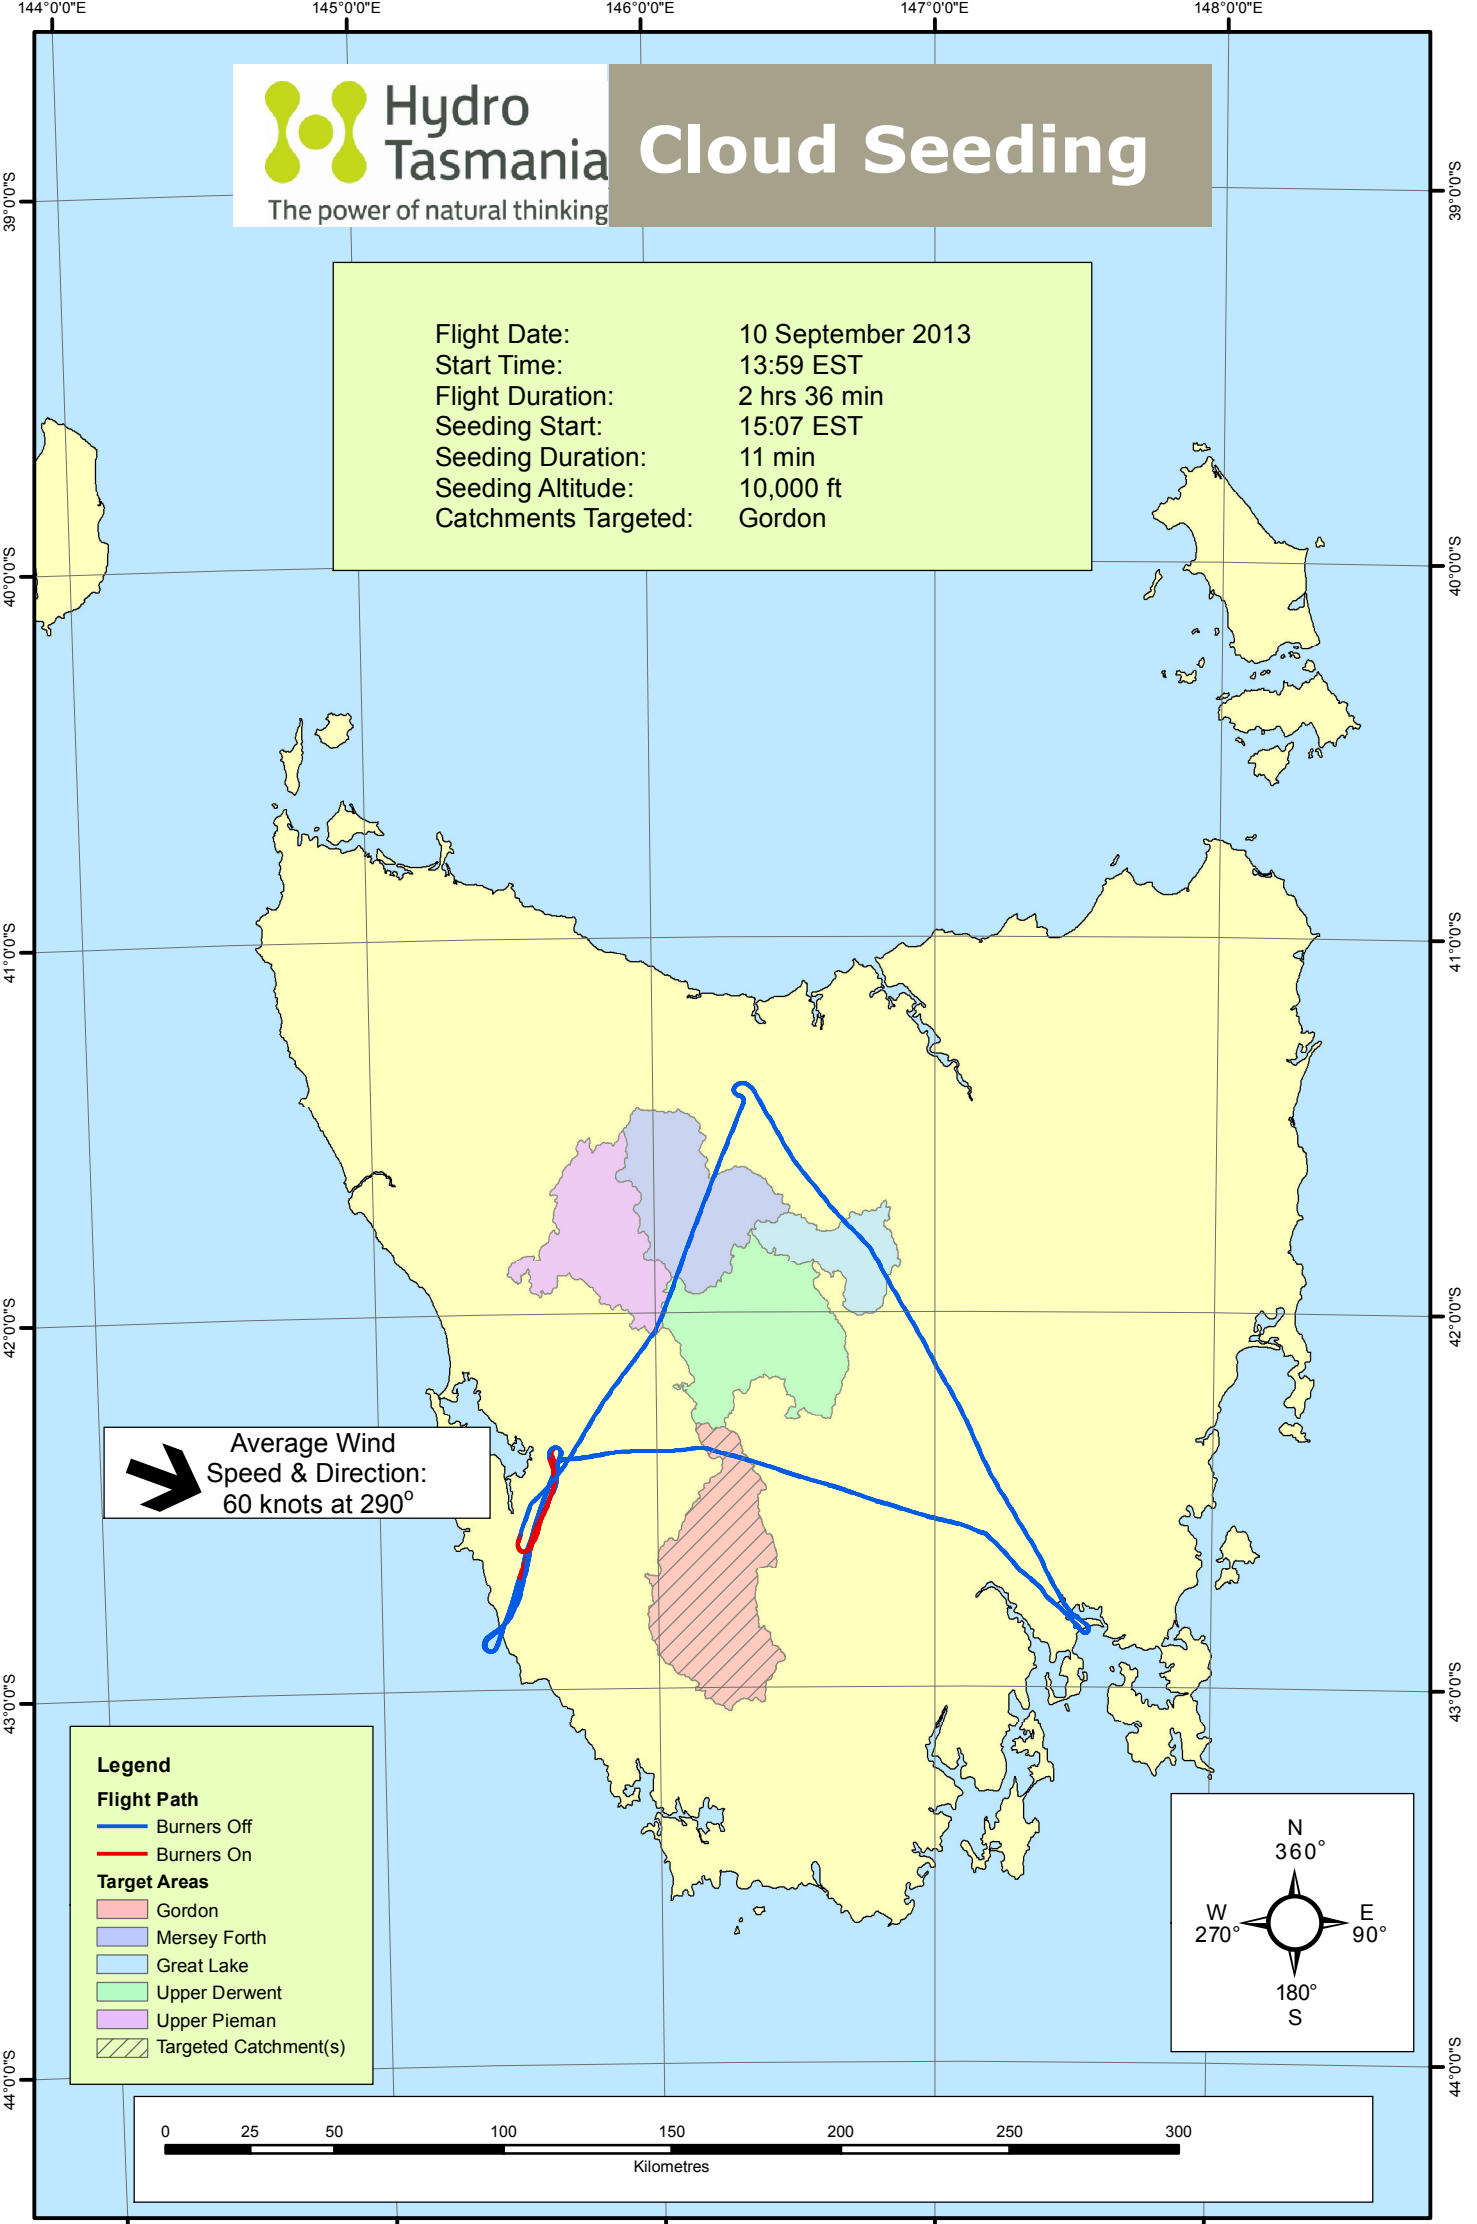 144°0'0"E 145°0'0"E 146°0'0"E 147°0'0"E 148°0'0"E
Hydro
Tasmania
The power of natural thinking
Cloud Seeding
39°0'0"S 39°0'0"S
Flight Date: 10 September 2013
Start Time: 13:59 EST
Flight Duration: 2 hrs 36 min
Seeding Start: 15:07 EST
Seeding Duration: 11 min
Seeding Altitude: 10,000 ft
Catchments Targeted: Gordon
40°0'0"S 40°0'0"S
41°0'0"S 41°0'0"S
42°0'0"S 42°0'0"S
Average Wind
Speed & Direction:
60 knots at 290°
43°0'0"S 43°0'0"S
Legend
Flight Path
Burners Off
Burners On
Target Areas
Gordon
Mersey Forth
Great Lake
Upper Derwent
Upper Pieman
Targeted Catchment(s)
N
360°
W E
270° 90°
180°
S
44°0'0"S 44°0'0"S
0 25 50 100 150 200 250 300
Kilometres